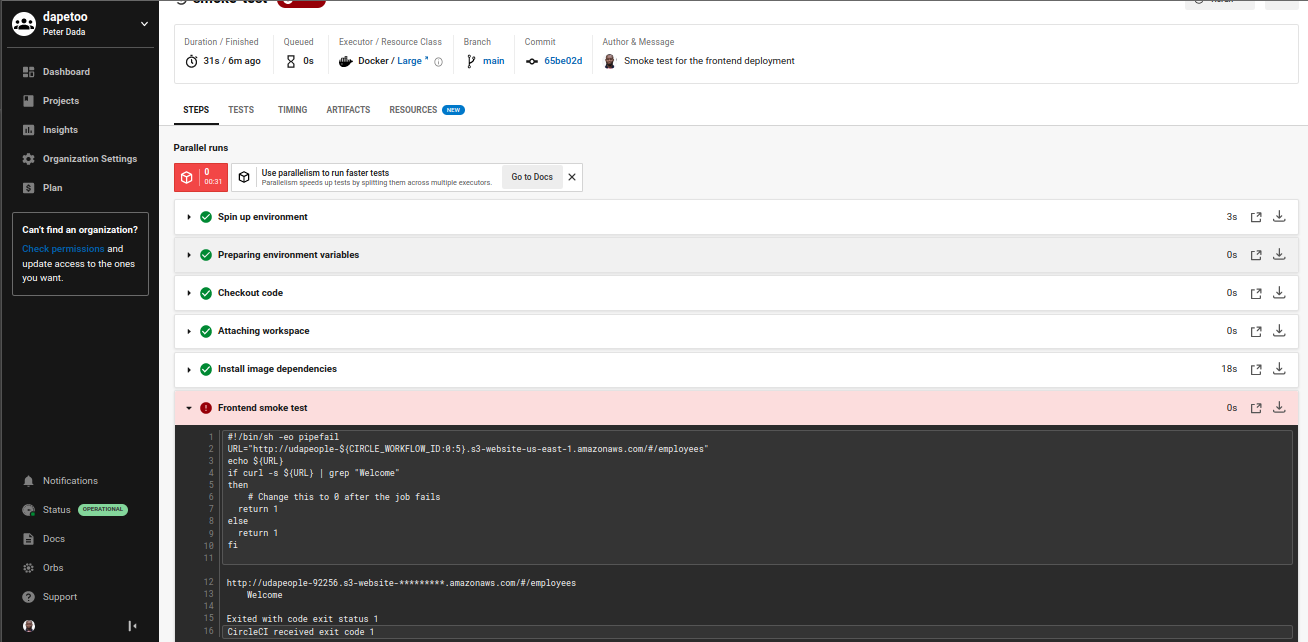 dapetoo
Peter Dada
Dashboard
Projects
Insights
Organization Settings
Plan
Can't find an organization?
Check permissions and
update access to the ones
you want.
Notifications
Status OPERATIONAL
Docs
Orbs
Support
smoke-test
Duration / Finished Queued Executor / Resource Class Branch Commit Author & Message
31s / 6m ago 0s Docker / Large main 65be02d Smoke test for the frontend deployment
STEPS TESTS TIMING ARTIFACTS RESOURCES NEW
Parallel runs
0
00:31
Use parallelism to run faster tests
Parallelism speeds up tests by splitting them across multiple executors.
Go to Docs
Spin up environment 3s
Preparing environment variables 0s
Checkout code 0s
Attaching workspace 0s
Install image dependencies 18s
Frontend smoke test 0s
1 #!/bin/sh -eo pipefail
2 URL="http://udapeople-${CIRCLE_WORKFLOW_ID:0:5}.s3-website-us-east-1.amazonaws.com/#/employees"
3 echo ${URL}
4 if curl -s ${URL} | grep "Welcome"
5 then
6 # Change this to 0 after the job fails
7 return 1
8 else
9 return 1
10 fi
11
12 http://udapeople-92256.s3-website-*********.amazonaws.com/#/employees
13 Welcome
14
15 Exited with code exit status 1
16 CircleCI received exit code 1